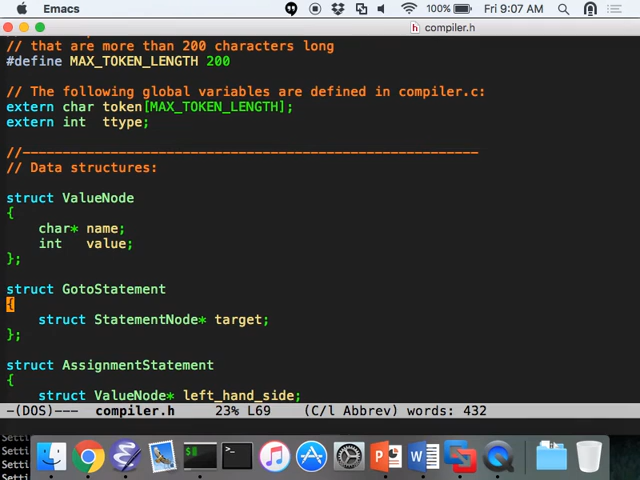 Emacs
100%
Fri 9:07 AM
compiler.h
// that are more than 200 characters long
#define MAX_TOKEN_LENGTH 200
// The following global variables are defined in compiler.c:
extern char token[MAX_TOKEN_LENGTH];
extern int  ttype;
//---------------------------------------------------------
// Data structures:
struct ValueNode
{
    char* name;
    int   value;
};
struct GotoStatement
{
    struct StatementNode* target;
};
struct AssignmentStatement
{
    struct ValueNode* left_hand_side;
-(DOS)---  compiler.h     23% L69    (C/l Abbrev) words: 432
Setti
Setti
Setti